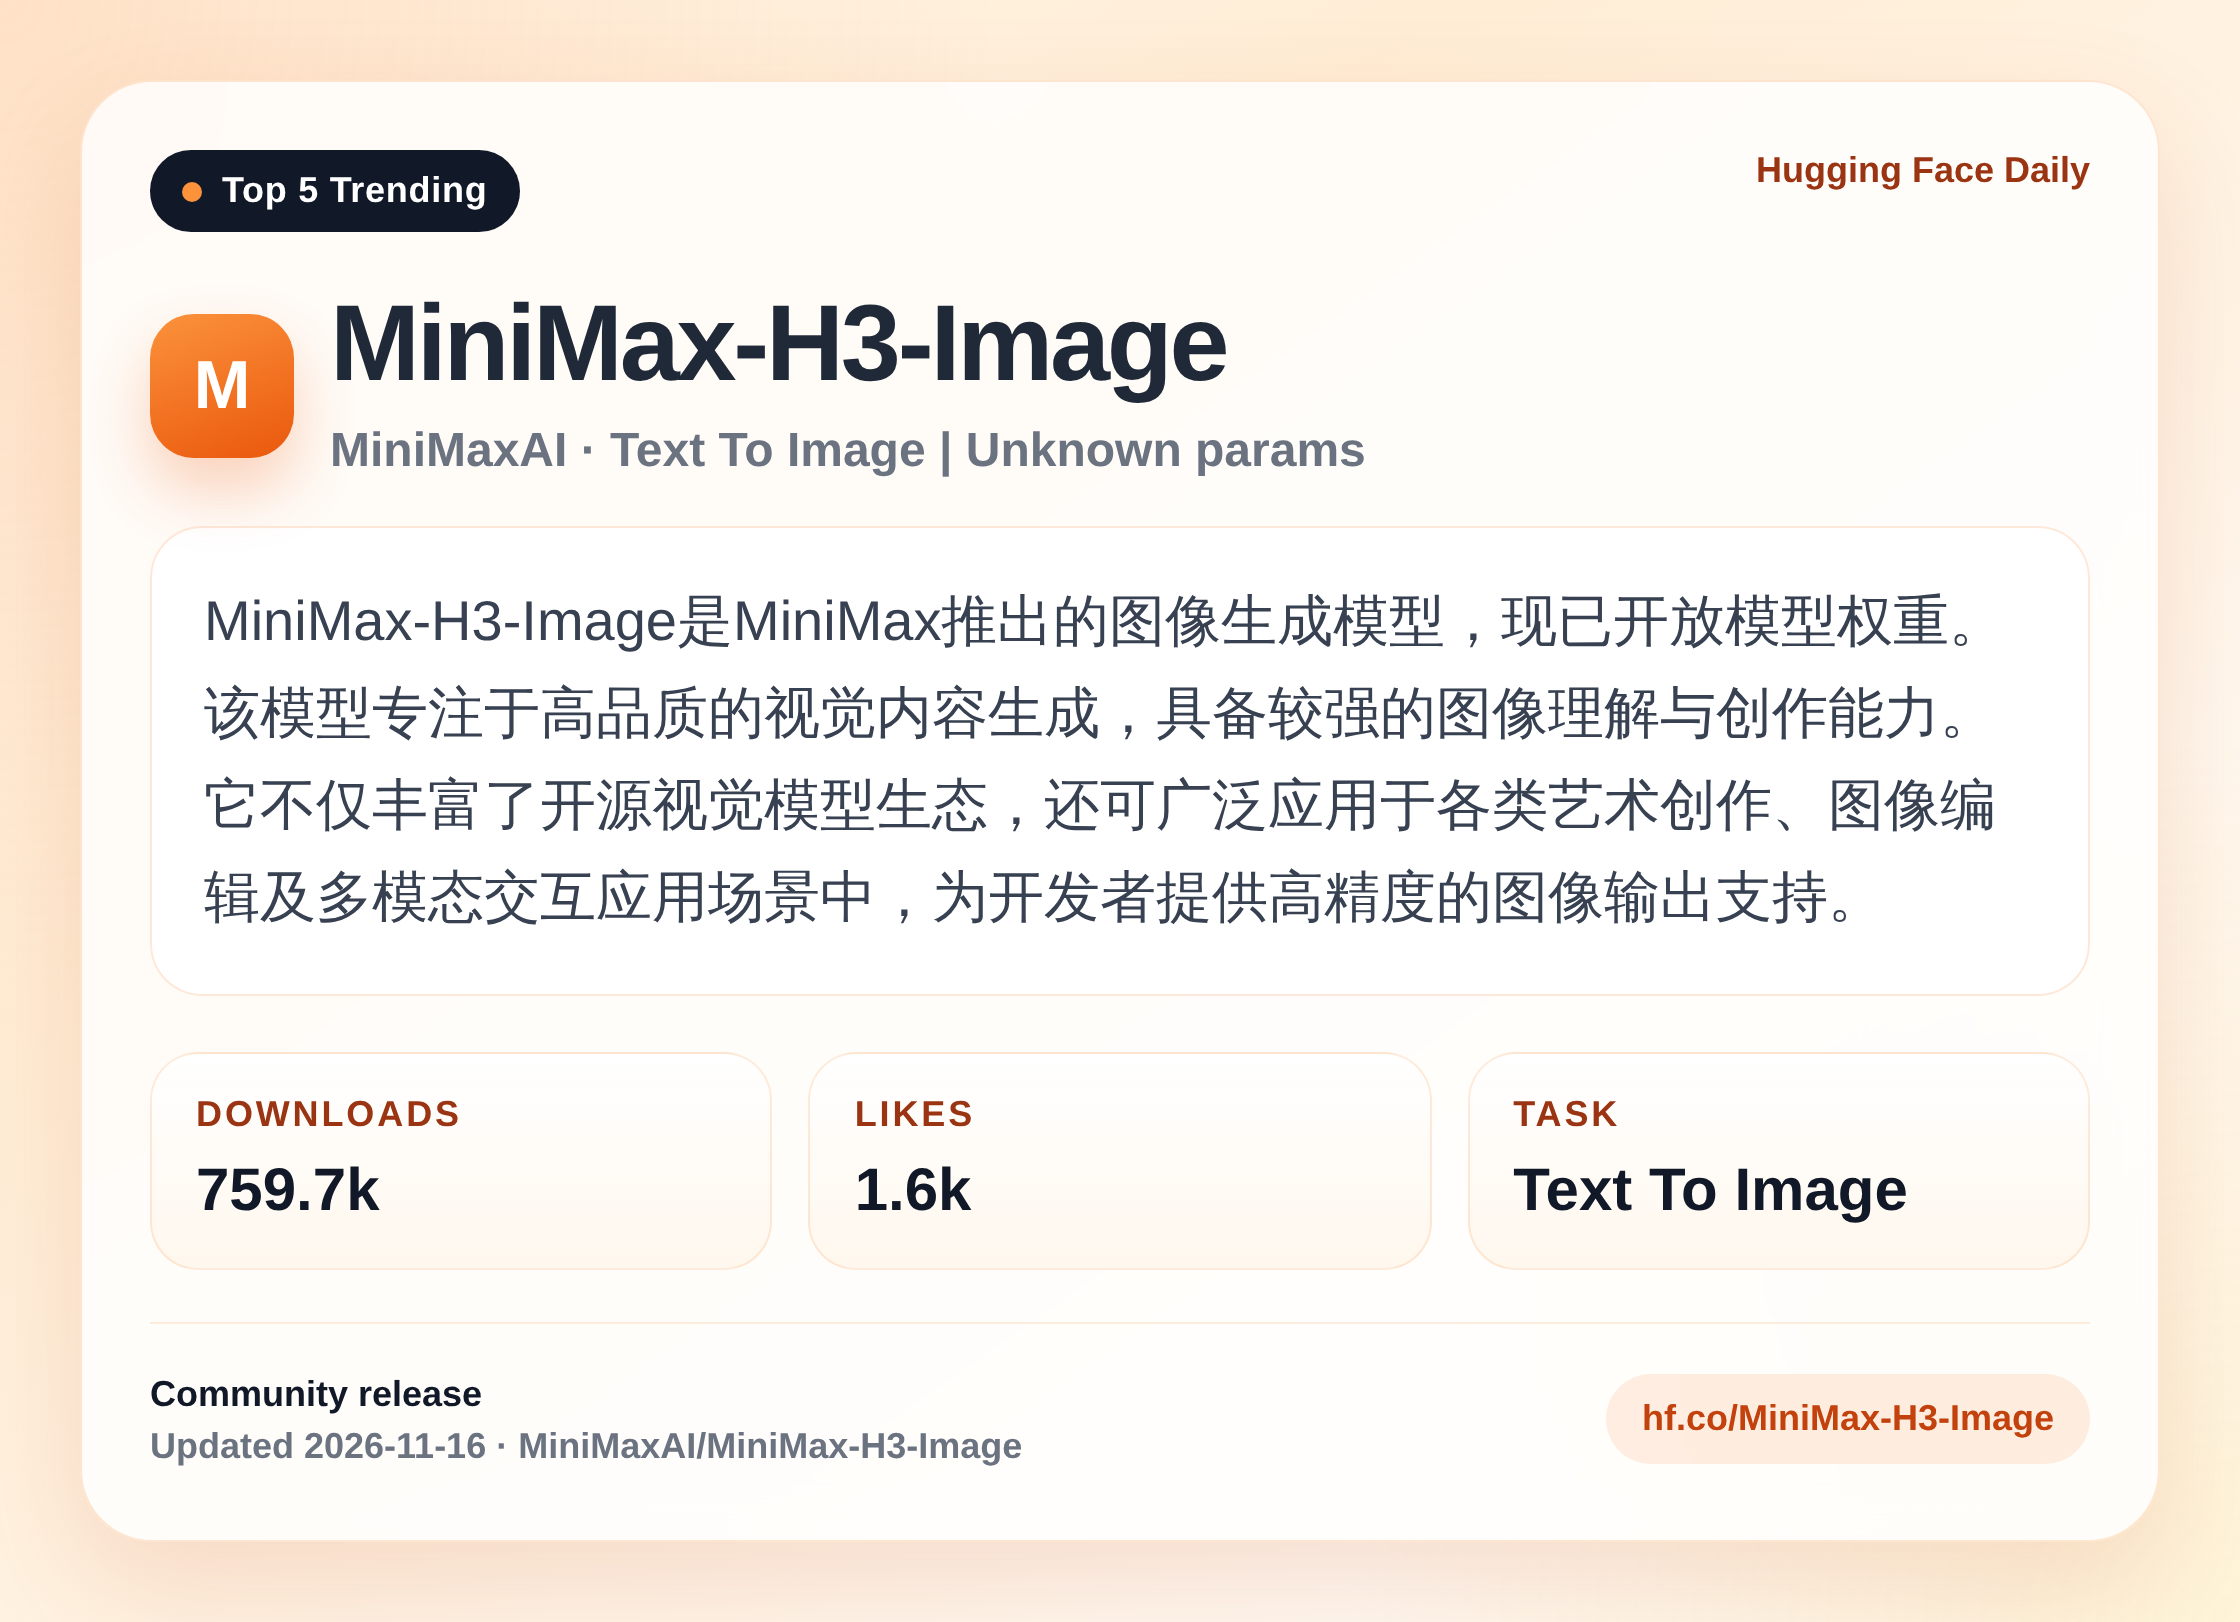 Top 5 Trending
Hugging Face Daily
M
MiniMax-H3-Image
MiniMaxAI · Text To Image | Unknown params
MiniMax-H3-Image是MiniMax推出的图像生成模型，现已开放模型权重。
该模型专注于高品质的视觉内容生成，具备较强的图像理解与创作能力。
它不仅丰富了开源视觉模型生态，还可广泛应用于各类艺术创作、图像编
辑及多模态交互应用场景中，为开发者提供高精度的图像输出支持。
DOWNLOADS
759.7k
LIKES
1.6k
TASK
Text To Image
Community release
Updated 2026-11-16 · MiniMaxAI/MiniMax-H3-Image
hf.co/MiniMax-H3-Image